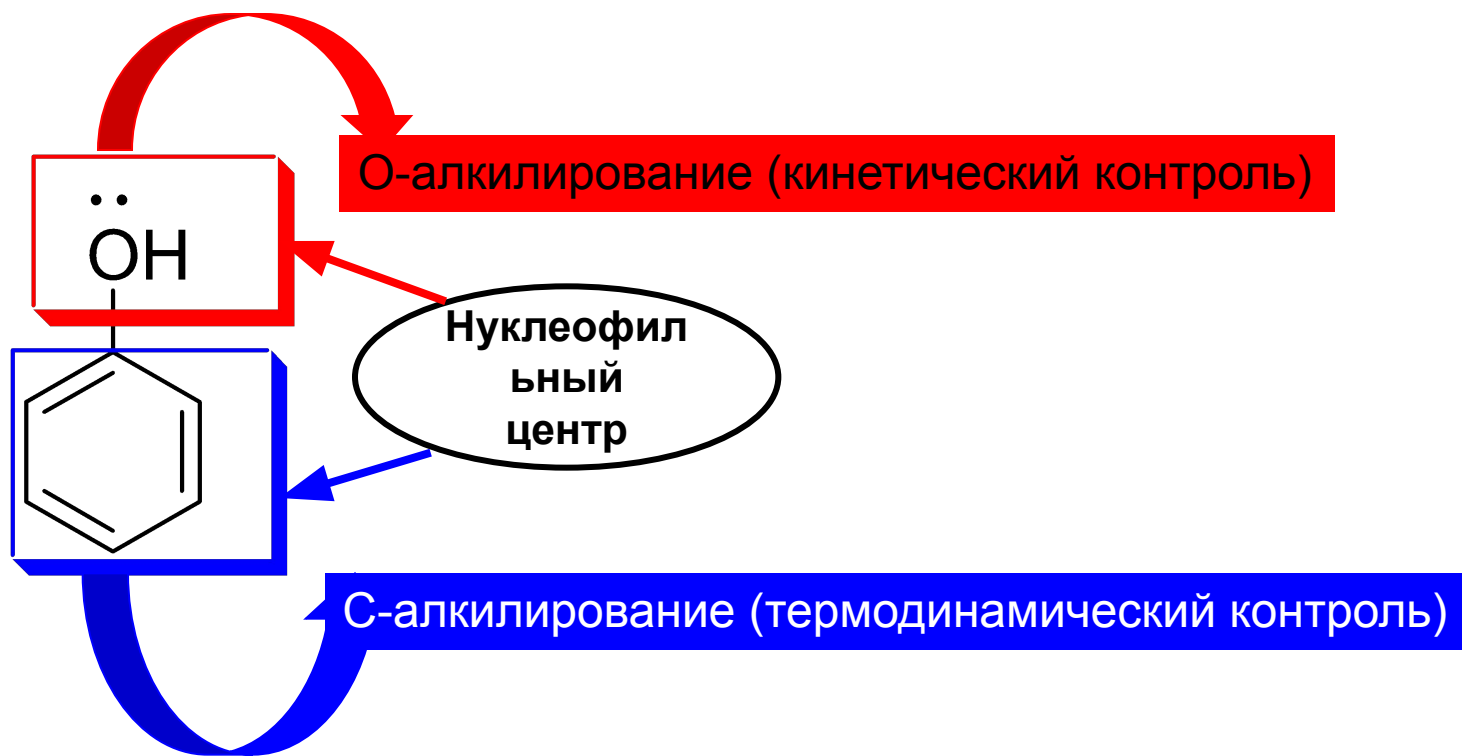 О-алкилирование (кинетический контроль)
OH
Нуклеофил
ьный
центр
С-алкилирование (термодинамический контроль)